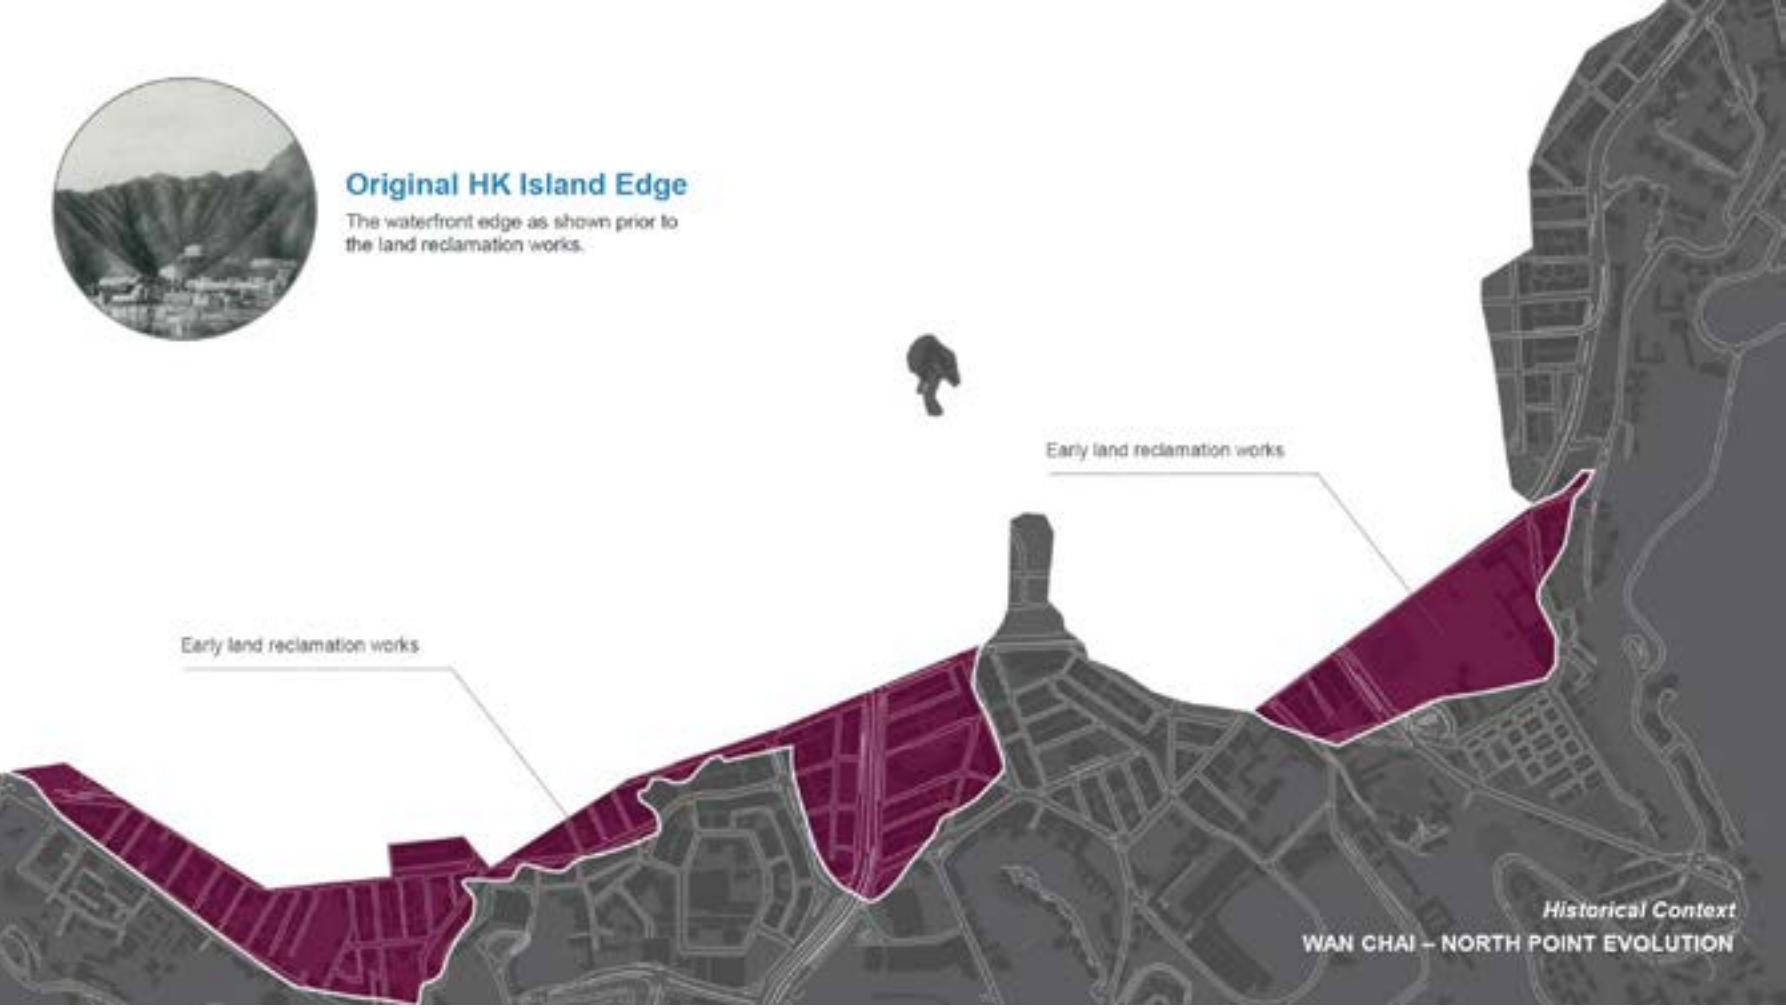 Original HK Island Edge
The waterfront edge as shown prior to
the land reclamation works.
Early land reclamation works
Early land reclamation works
Historical Context
WAN CHAI – NORTH POINT EVOLUTION